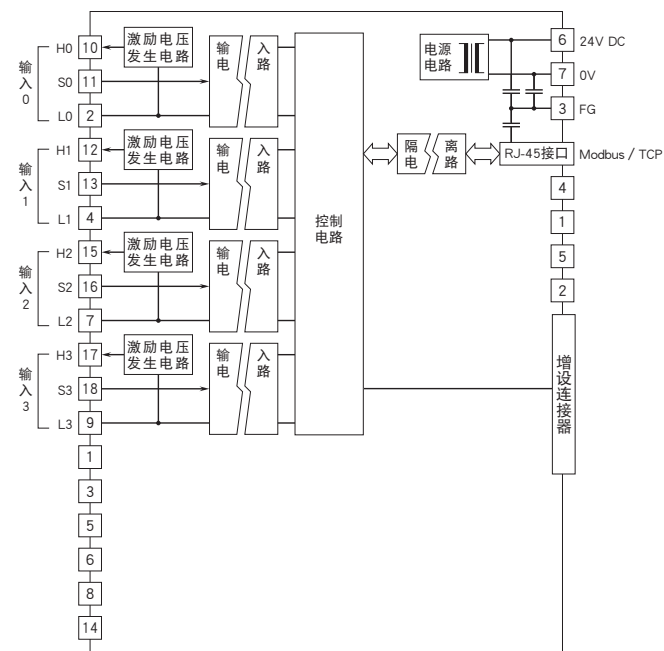 输入0
H0 10
S0 11
L0 2
激励电压
发生电路
输入
电路
输入1
H1 12
S1 13
L1 4
激励电压
发生电路
输入
电路
输入2
H2 15
S2 16
L2 7
激励电压
发生电路
输入
电路
输入3
H3 17
S3 18
L3 9
激励电压
发生电路
输入
电路
1
3
5
6
8
14
控制
电路
隔离
电路
电源
电路
6 24V DC
7 0V
3 FG
RJ-45接口 Modbus / TCP
4
1
5
2
增设连接器